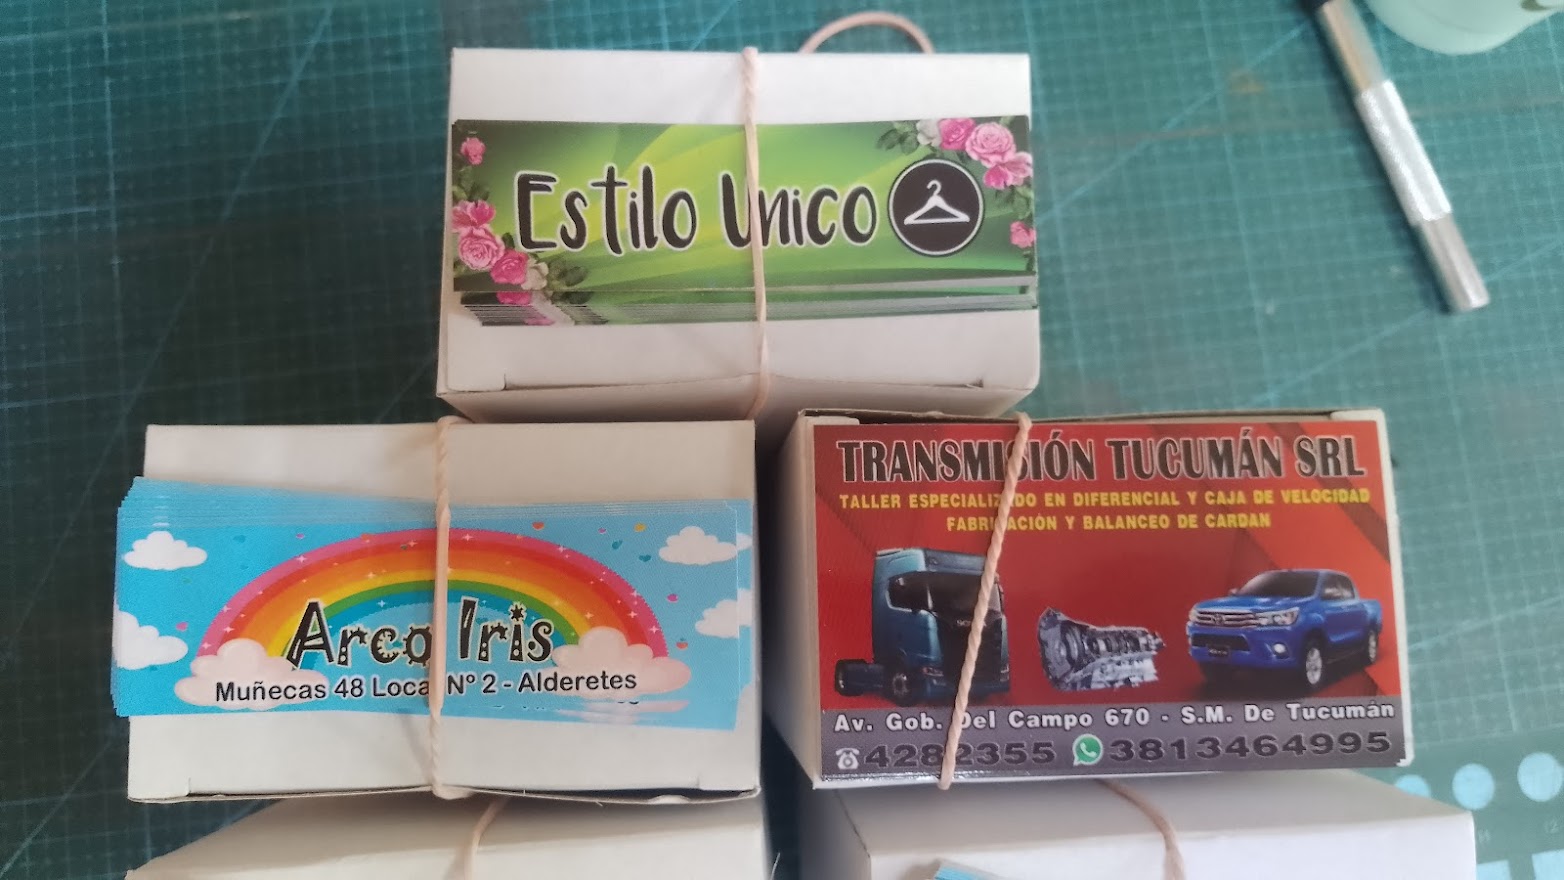 Estilo Unico
Arco Iris
Muñecas 48 Local Nº 2 - Alderetes
TRANSMISIÓN TUCUMÁN SRL
TALLER ESPECIALIZADO EN DIFERENCIAL Y CAJA DE VELOCIDAD
FABRICACIÓN Y BALANCEO DE CARDAN
Av. Gob. Del Campo 670 - S.M. De Tucumán
4282355 3813464995